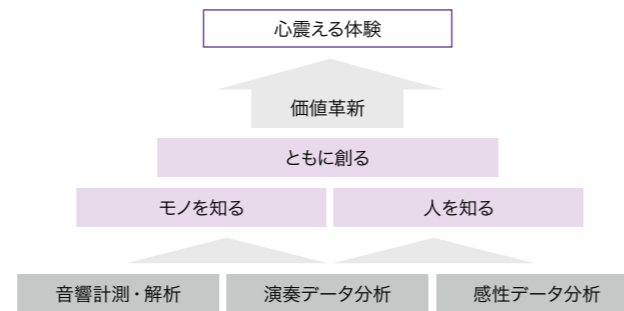 心震える体験
価値革新
ともに創る
モノを知る
人を知る
音響計測・解析
演奏データ分析
感性データ分析